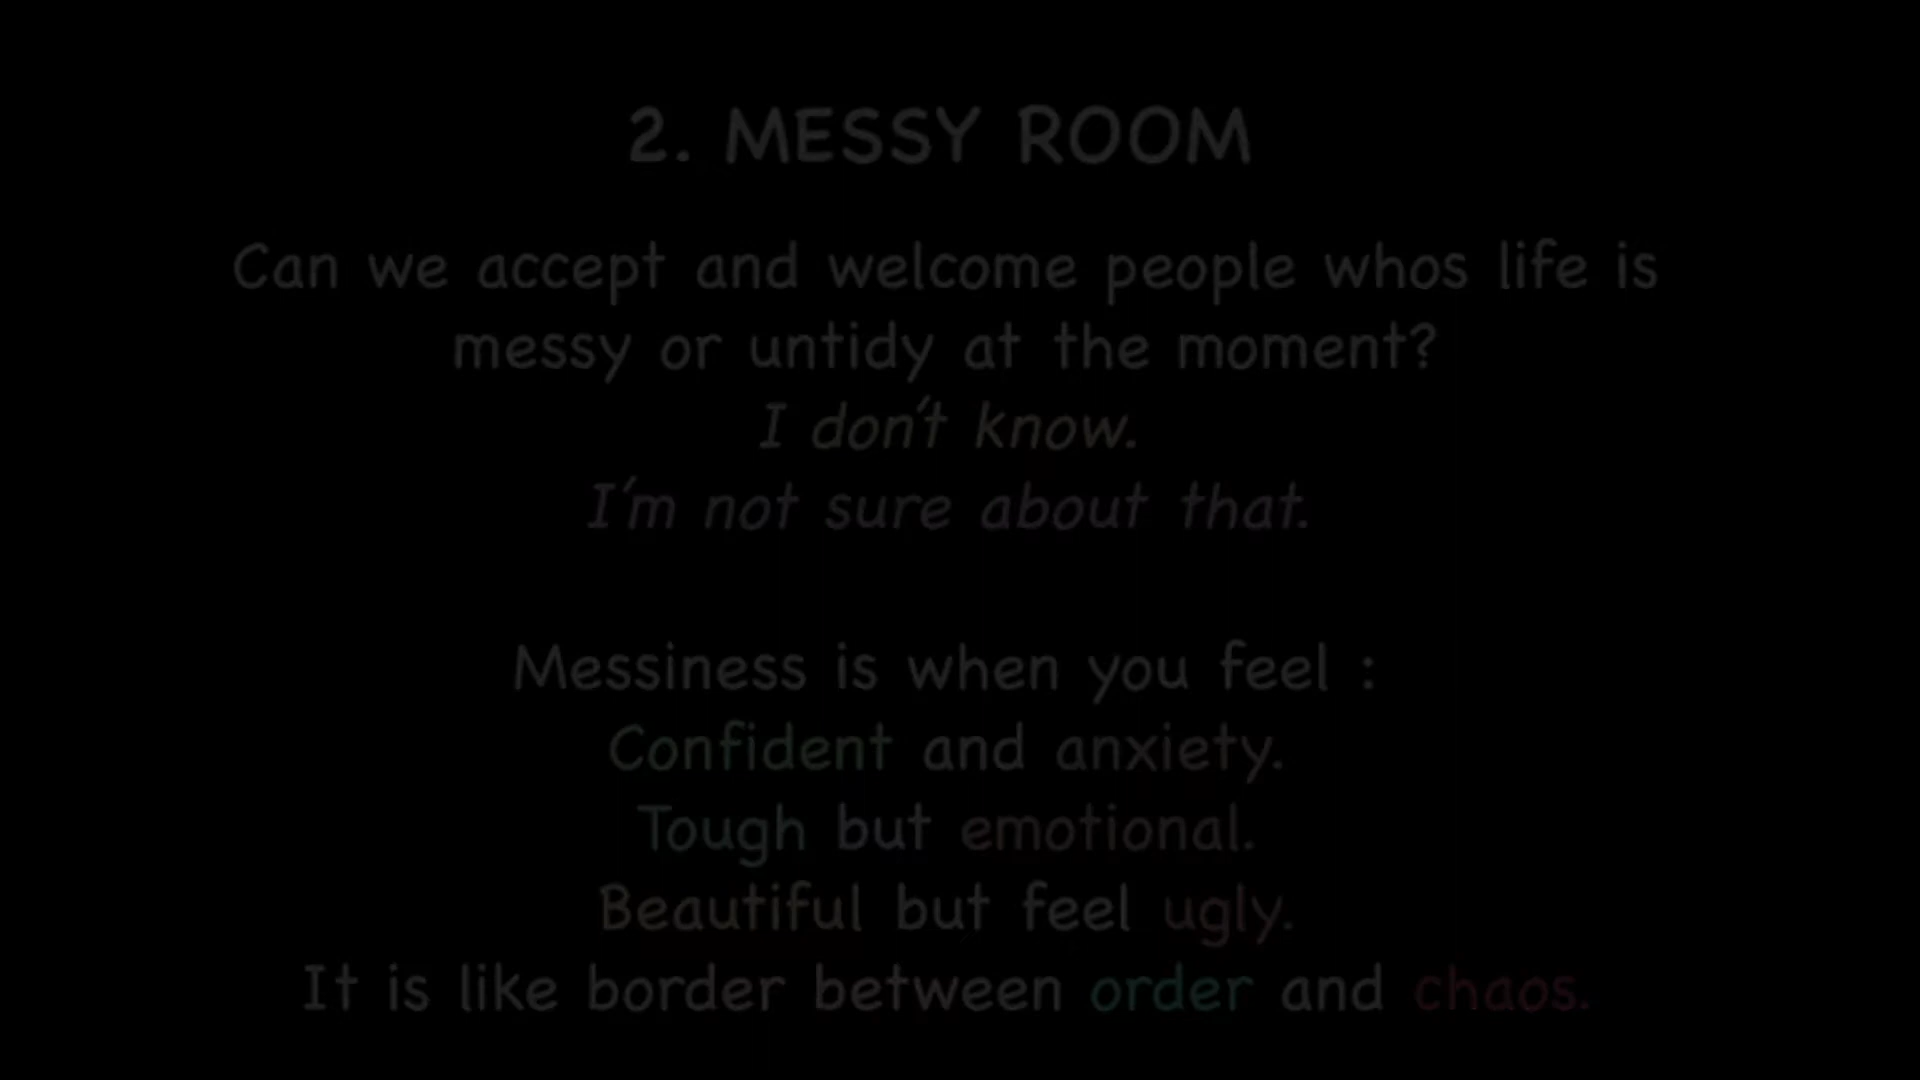 2. MESSY ROOM
Can we accept and welcome people whos life is
messy or untidy at the moment?
I don't know.
I'm not sure about that.
Messiness is when you feel :
Confident and anxiety.
Tough but emotional.
Beautiful but feel ugly.
It is like border between order and chaos.